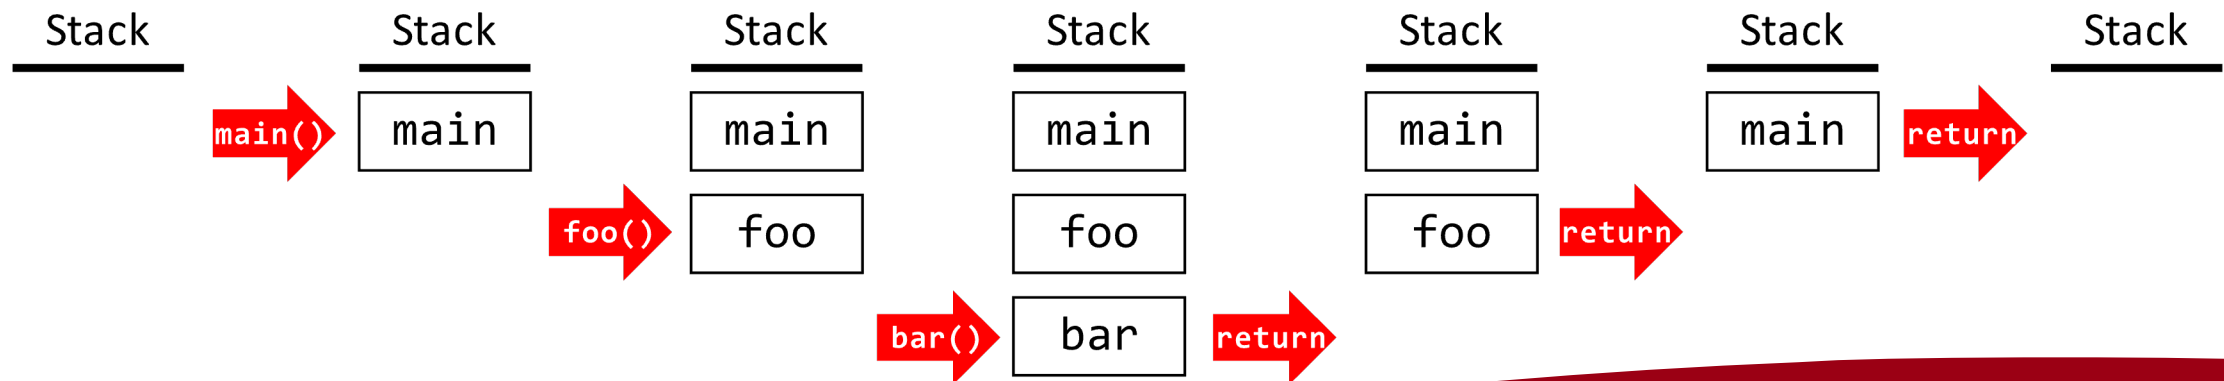 Stack Stack Stack Stack Stack Stack Stack
main() main main main main main return
foo() foo foo foo return
bar() bar return